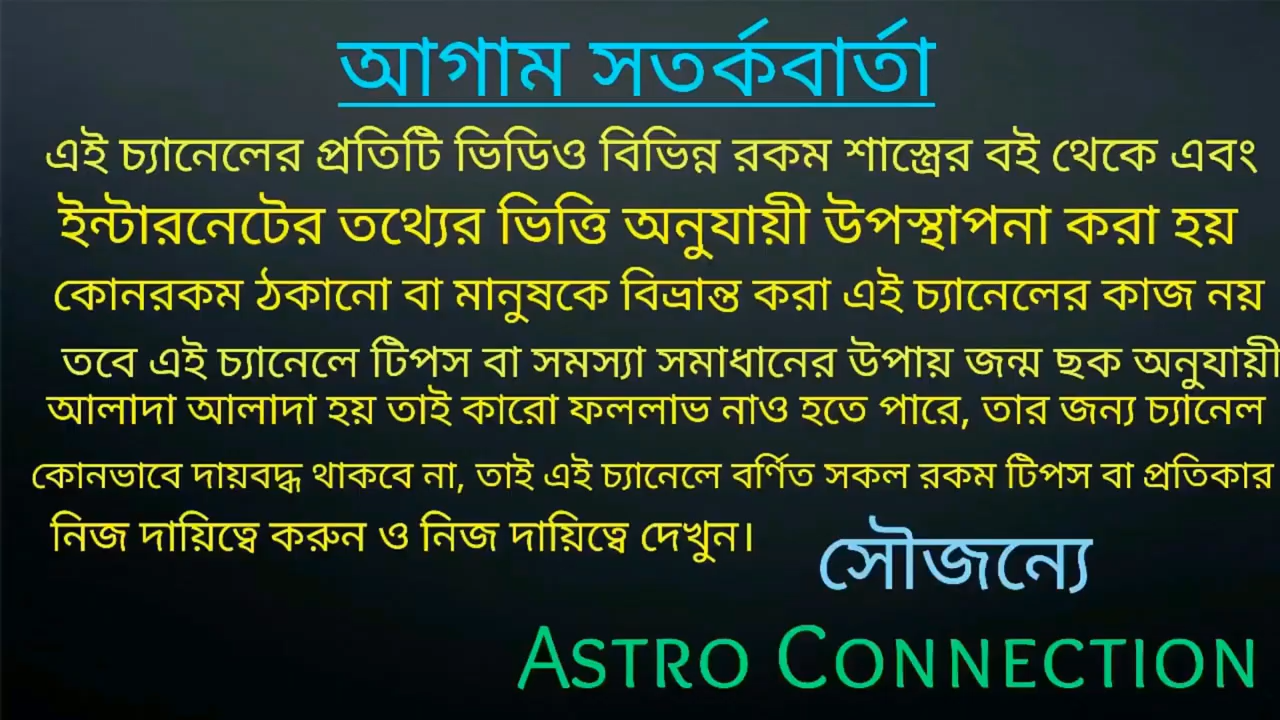 আগাম সতর্কবার্তা
এই চ্যানেলের প্রতিটি ভিডিও বিভিন্ন রকম শাস্ত্রের বই থেকে এবং
ইন্টারনেটের তথ্যের ভিত্তি অনুযায়ী উপস্থাপনা করা হয়
কোনরকম ঠকানো বা মানুষকে বিভ্রান্ত করা এই চ্যানেলের কাজ নয়
তবে এই চ্যানেলে টিপস বা সমস্যা সমাধানের উপায় জন্ম ছক অনুযায়ী
আলাদা আলাদা হয় তাই কারো ফললাভ নাও হতে পারে, তার জন্য চ্যানেল
কোনভাবে দায়বদ্ধ থাকবে না, তাই এই চ্যানেলে বর্ণিত সকল রকম টিপস বা প্রতিকার
নিজ দায়িত্বে করুন ও নিজ দায়িত্বে দেখুন।
সৌজন্যে
ASTRO CONNECTION